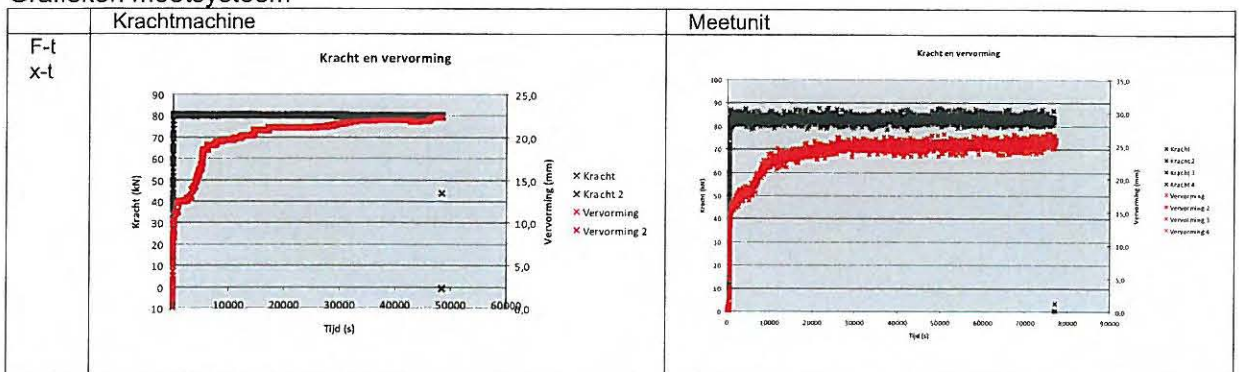 Grafieken meetsysteem
Krachtmachine
Meetunit
F-t
x-t
Kracht en vervorming
90
80
70
60
50
40
30
20
10
0
-10
Kracht (kN)
25,0
20,0
15,0
10,0
5,0
0,0
Vervorming (mm)
10000 20000 30000 40000 50000 60000
Tijd (s)
× Kracht
× Kracht 2
× Vervorming
× Vervorming 2
Kracht en vervorming
100
90
80
70
60
50
40
30
20
10
0
Kracht (kN)
35,0
30,0
25,0
20,0
15,0
10,0
5,0
0,0
Vervorming (mm)
0 10000 20000 30000 40000 50000 60000 70000 80000 90000
Tijd (s)
× Kracht
× Kracht 2
× Kracht 3
× Kracht 4
× Vervorming
× Vervorming 2
× Vervorming 3
× Vervorming 4